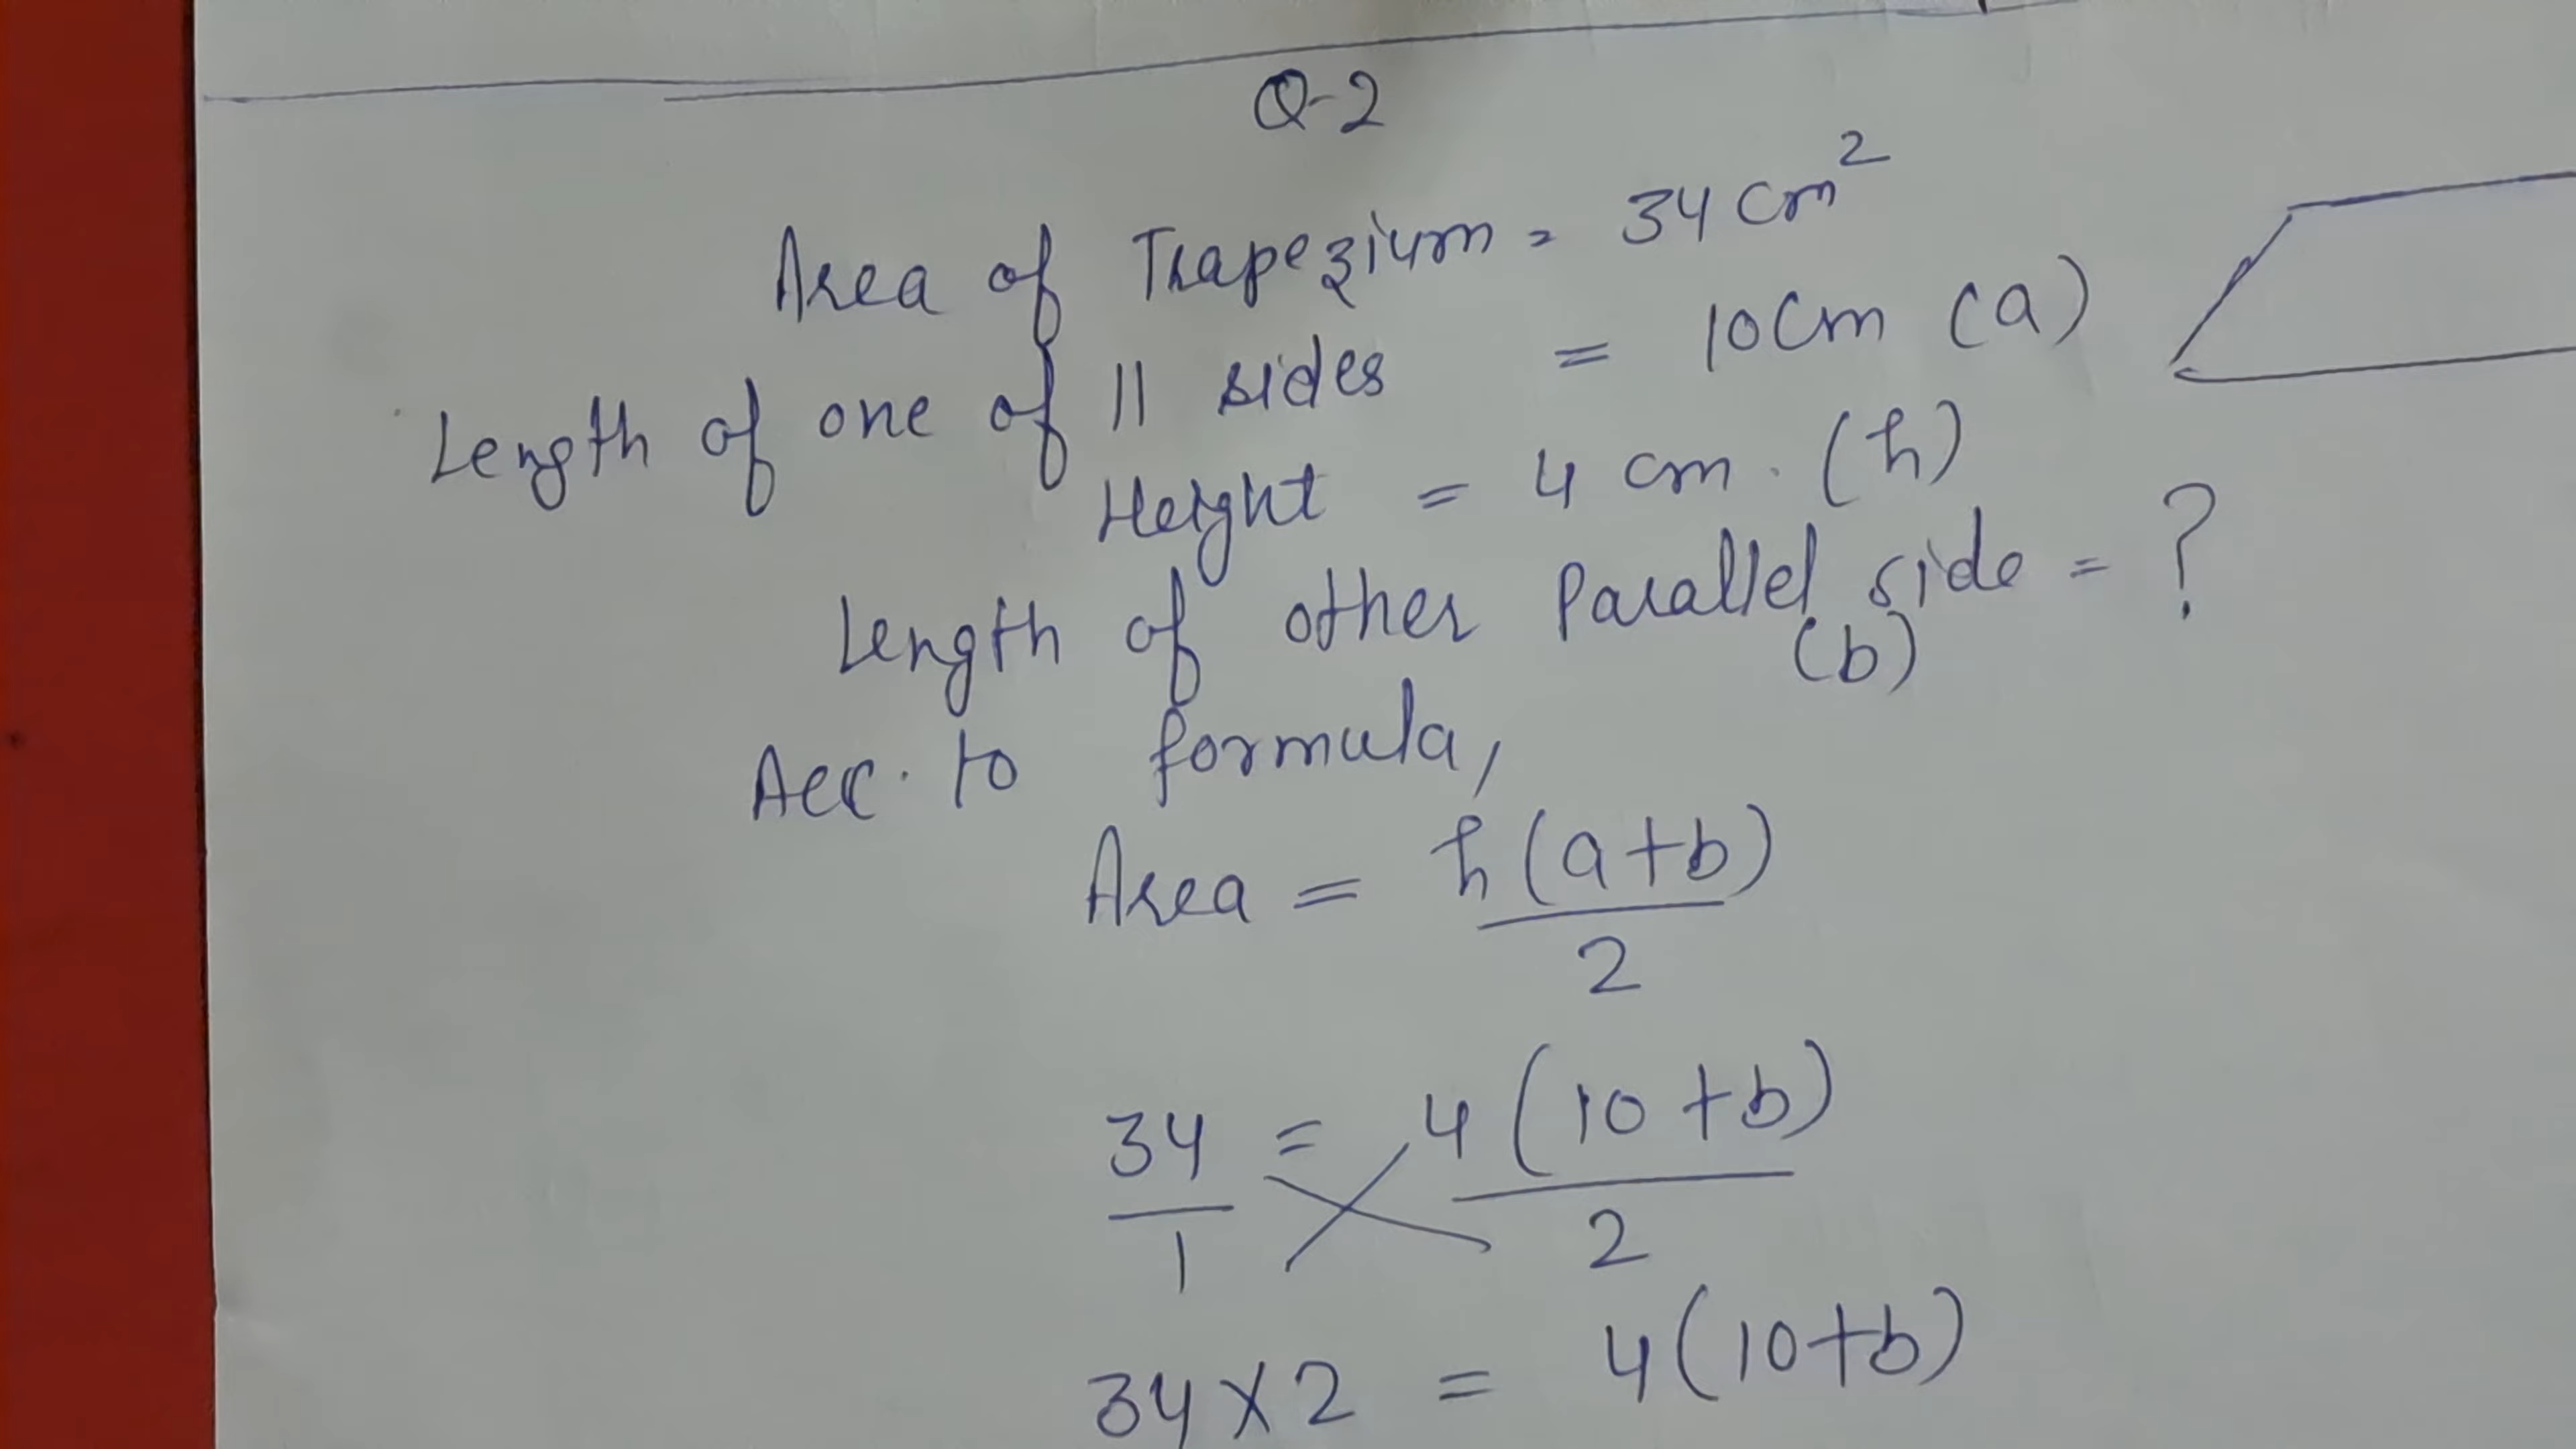 Q-2
Area of Trapezium = 34 cm²
Length of one of || sides = 10cm (a)
Height = 4 cm. (h)
Length of other Parallel side = ?
(b)
Acc. to formula,
Area = h(a+b)
2
34 = 4(10+b)
1 2
34×2 = 4(10+b)